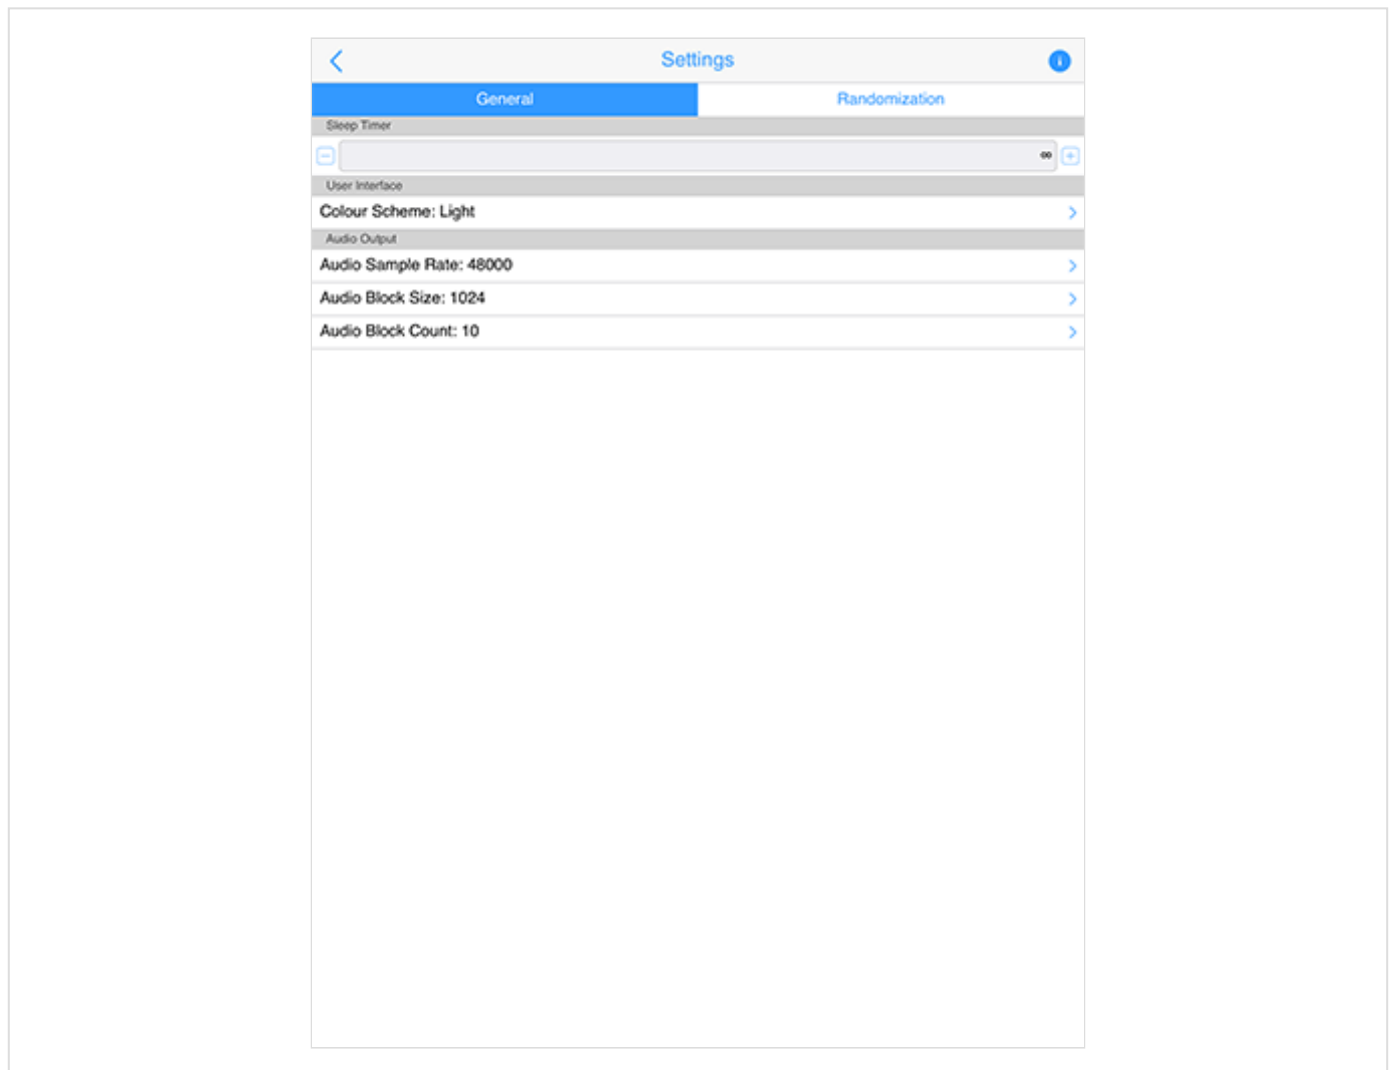 Settings
General
Randomization
Sleep Timer
∞
User Interface
Colour Scheme: Light
Audio Output
Audio Sample Rate: 48000
Audio Block Size: 1024
Audio Block Count: 10